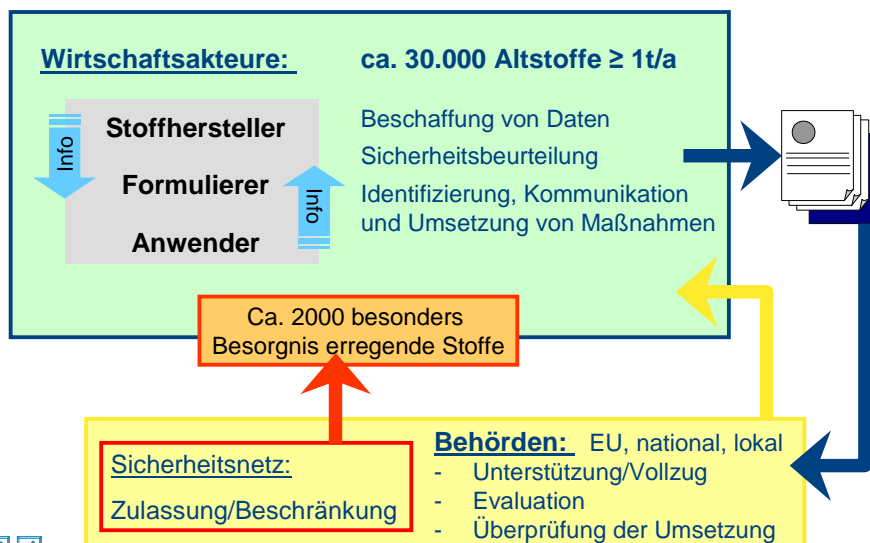 Wirtschaftsakteure:
ca. 30.000 Altstoffe ≥ 1t/a
Info
Stoffhersteller
Formulierer
Anwender
Info
Beschaffung von Daten
Sicherheitsbeurteilung
Identifizierung, Kommunikation
und Umsetzung von Maßnahmen
Ca. 2000 besonders
Besorgnis erregende Stoffe
Sicherheitsnetz:
Zulassung/Beschränkung
Behörden: EU, national, lokal
- Unterstützung/Vollzug
- Evaluation
- Überprüfung der Umsetzung